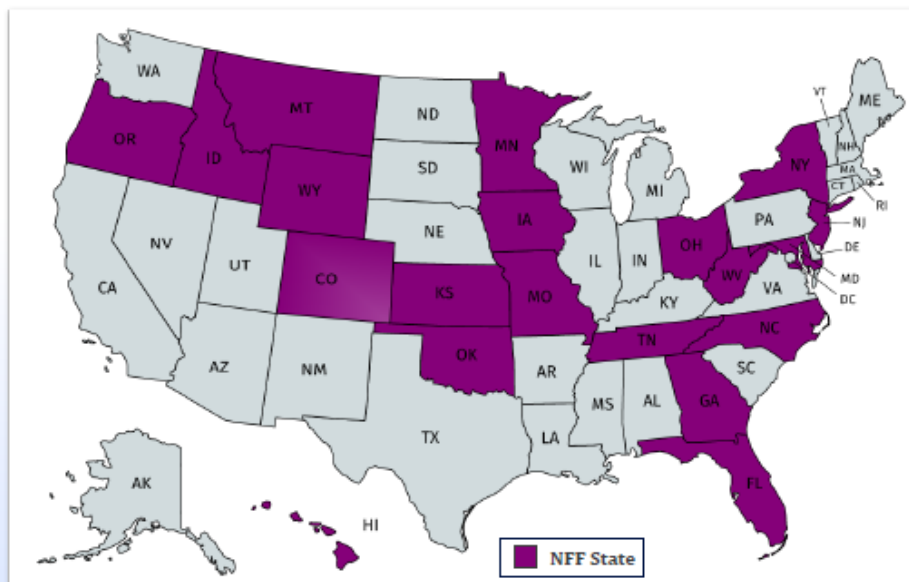 WA
MT
ND
MN
OR
ID
SD
WI
WY
MI
VT
ME
NH
NY
MA
CT
RI
IA
NE
PA
NJ
NV
UT
CO
IL
IN
OH
DE
CA
KS
MO
WV
VA
MD
KY
DC
AZ
NM
OK
AR
TN
NC
SC
MS
AL
GA
TX
LA
AK
HI
FL
NFF State